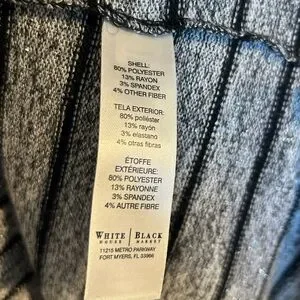 SHELL:
80% POLYESTER
13% RAYON
3% SPANDEX
4% OTHER FIBER
TELA EXTERIOR:
80% poliéster
13% rayón
3% elastano
4% otras fibras
ÉTOFFE
EXTÉRIEURE:
80% POLYESTER
13% RAYONNE
3% SPANDEX
4% AUTRE FIBRE
WHITE | BLACK
HOUSE | MARKET
11215 METRO PARKWAY
FORT MYERS, FL 33966